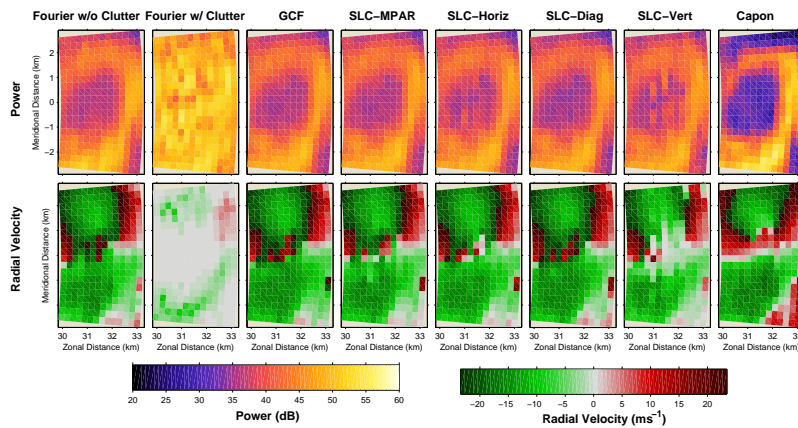 Fourier w/o Clutter Fourier w/ Clutter GCF SLC−MPAR SLC−Horiz SLC−Diag SLC−Vert Capon
Power
Meridional Distance (km)
2
1
0
−1
−2
Radial Velocity
Meridional Distance (km)
30 31 32 33 30 31 32 33 30 31 32 33 30 31 32 33 30 31 32 33 30 31 32 33 30 31 32 33 30 31 32 33
Zonal Distance (km) Zonal Distance (km) Zonal Distance (km) Zonal Distance (km) Zonal Distance (km) Zonal Distance (km) Zonal Distance (km) Zonal Distance (km)
20 25 30 35 40 45 50 55 60
Power (dB)
−20 −15 −10 −5 0 5 10 15 20
Radial Velocity (ms−1)